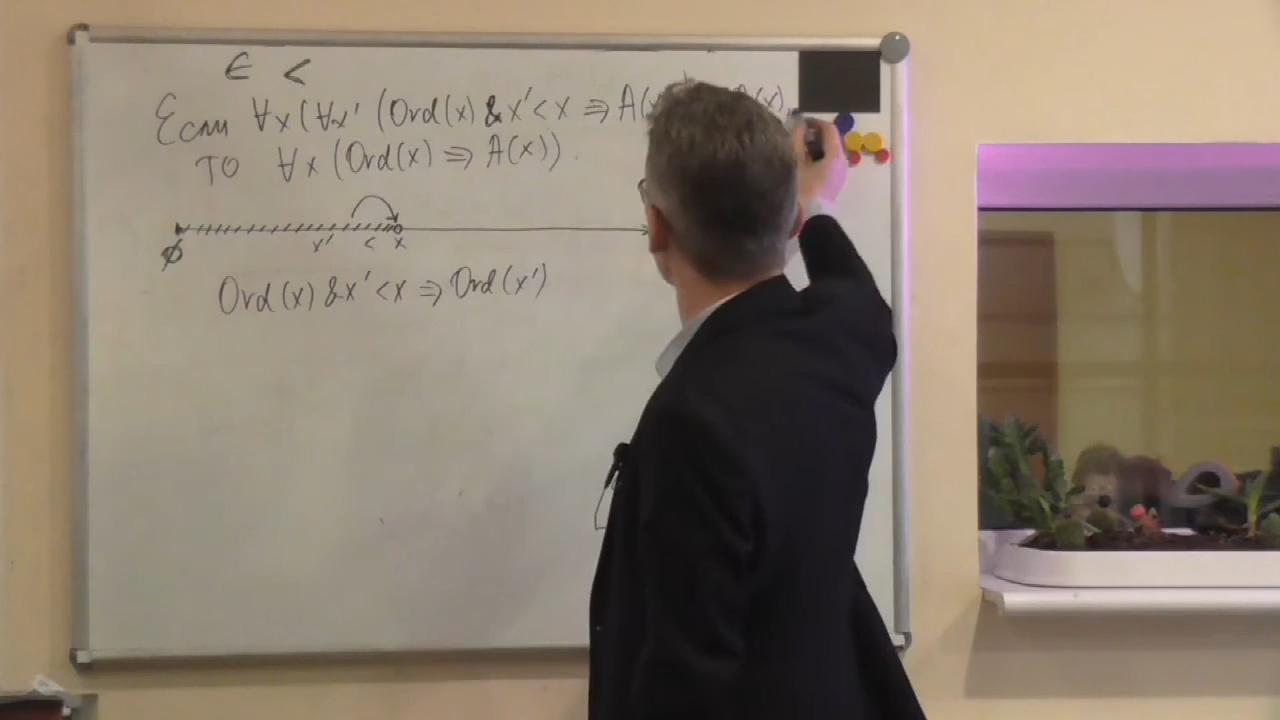 ∈ <
Если ∀x(∀x' (Ord(x) & x' < x ⇒ A(x A(x),
то ∀x (Ord(x) ⇒ A(x)).
∅ x' < x
Ord(x) & x' < x ⇒ Ord(x')